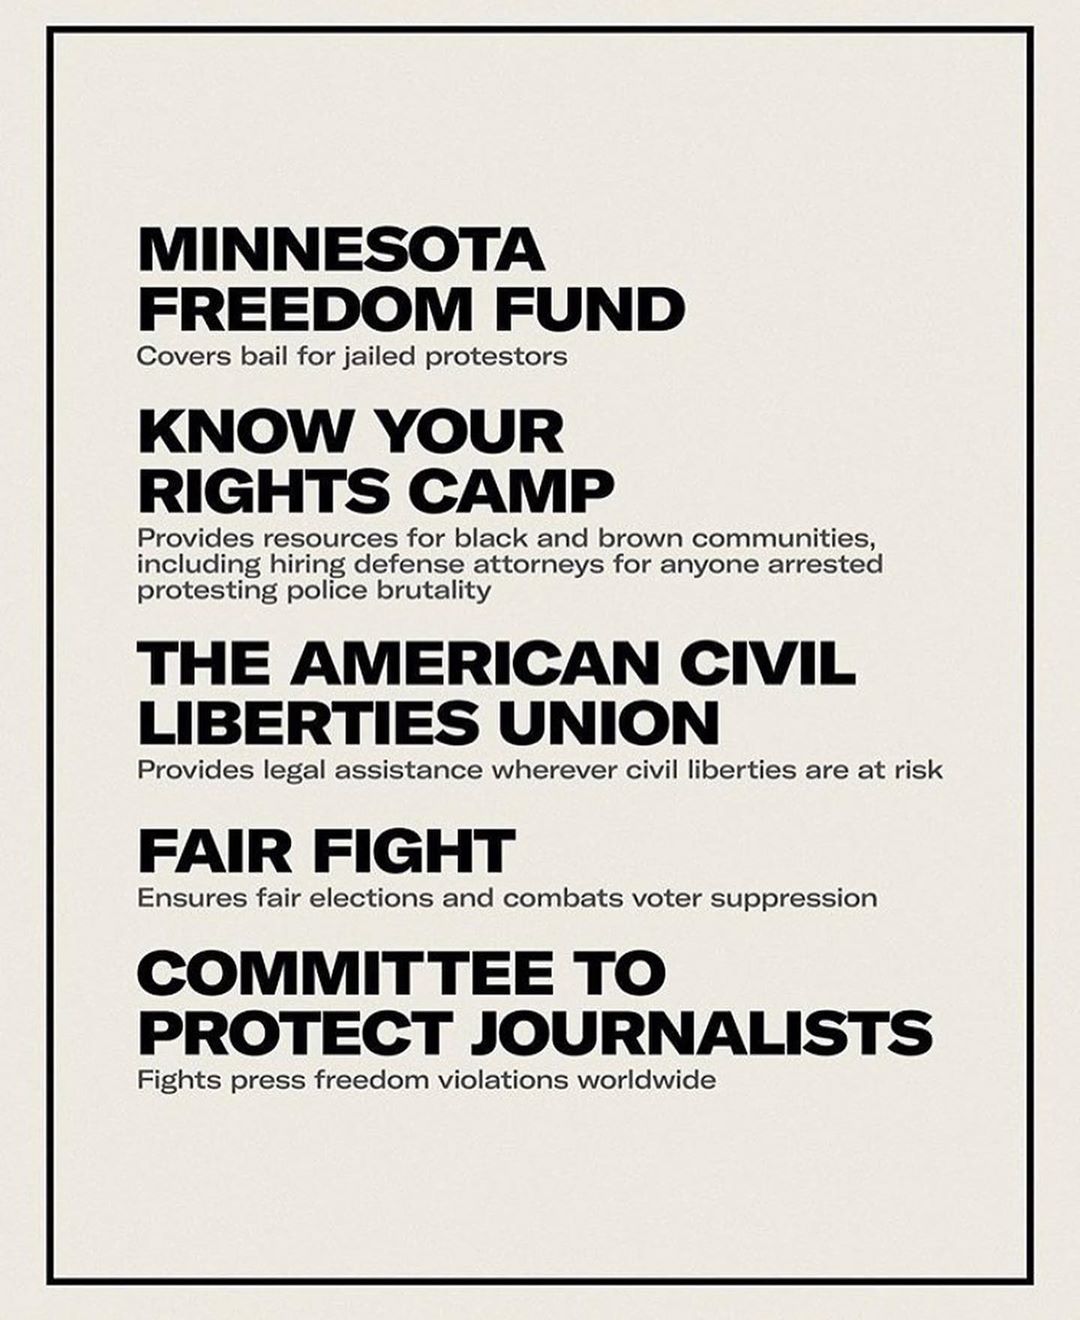 MINNESOTA
FREEDOM FUND
Covers bail for jailed protestors
KNOW YOUR
RIGHTS CAMP
Provides resources for black and brown communities,
including hiring defense attorneys for anyone arrested
protesting police brutality
THE AMERICAN CIVIL
LIBERTIES UNION
Provides legal assistance wherever civil liberties are at risk
FAIR FIGHT
Ensures fair elections and combats voter suppression
COMMITTEE TO
PROTECT JOURNALISTS
Fights press freedom violations worldwide